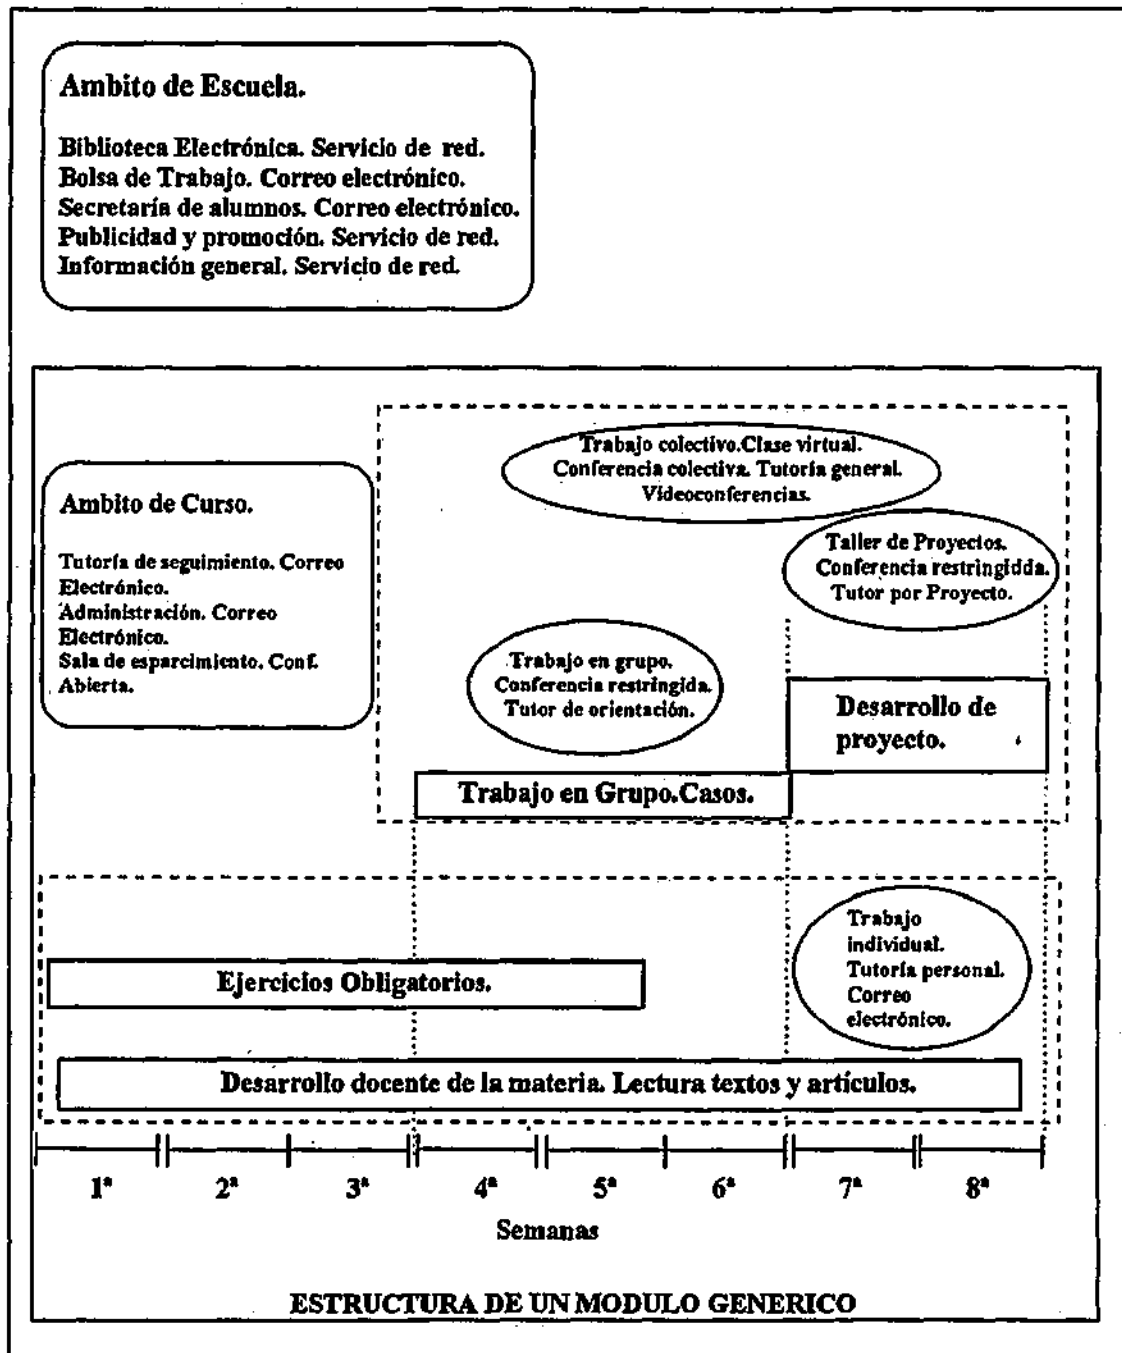 Ambito de Escuela.
Biblioteca Electrónica. Servicio de red.
Bolsa de Trabajo. Correo electrónico.
Secretaría de alumnos. Correo electrónico.
Publicidad y promoción. Servicio de red.
Información general. Servicio de red.
Trabajo colectivo.Clase virtual.
Conferencia colectiva. Tutoría general.
Videoconferencias.
Ambito de Curso.
Tutoría de seguimiento. Correo
Electrónico.
Administración. Correo
Electrónico.
Sala de esparcimiento. Conf.
Abierta.
Taller de Proyectos.
Conferencia restringidda.
Tutor por Proyecto.
Trabajo en grupo.
Conferencia restringida.
Tutor de orientación.
Desarrollo de
proyecto.
Trabajo en Grupo.Casos.
Trabajo
individual.
Tutoría personal.
Correo
electrónico.
Ejercicios Obligatorios.
Desarrollo docente de la materia. Lectura textos y artículos.
1ª 2ª 3ª 4ª 5ª 6ª 7ª 8ª
Semanas
ESTRUCTURA DE UN MODULO GENERICO